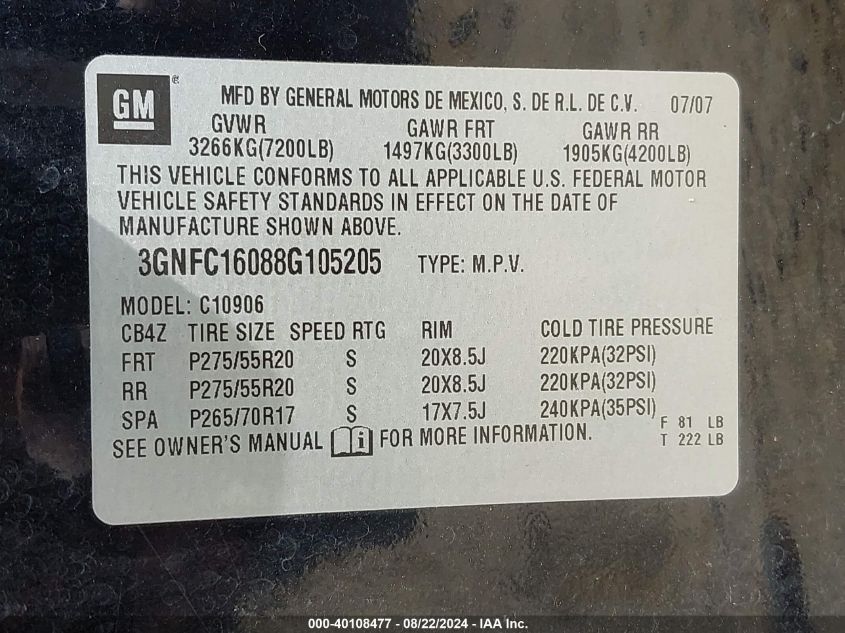 GM®
MFD BY GENERAL MOTORS DE MEXICO, S. DE R.L. DE C.V. 07/07
GVWR GAWR FRT GAWR RR
3266KG(7200LB) 1497KG(3300LB) 1905KG(4200LB)
THIS VEHICLE CONFORMS TO ALL APPLICABLE U.S. FEDERAL MOTOR
VEHICLE SAFETY STANDARDS IN EFFECT ON THE DATE OF
MANUFACTURE SHOWN ABOVE.
3GNFC16088G105205 TYPE: M.P.V.
MODEL: C10906
CB4Z TIRE SIZE SPEED RTG RIM COLD TIRE PRESSURE
FRT P275/55R20 S 20X8.5J 220KPA(32PSI)
RR P275/55R20 S 20X8.5J 220KPA(32PSI)
SPA P265/70R17 S 17X7.5J 240KPA(35PSI)
F 81 LB
SEE OWNER'S MANUAL i FOR MORE INFORMATION.
T 222 LB
000-40108477 - 08/22/2024 - IAA Inc.